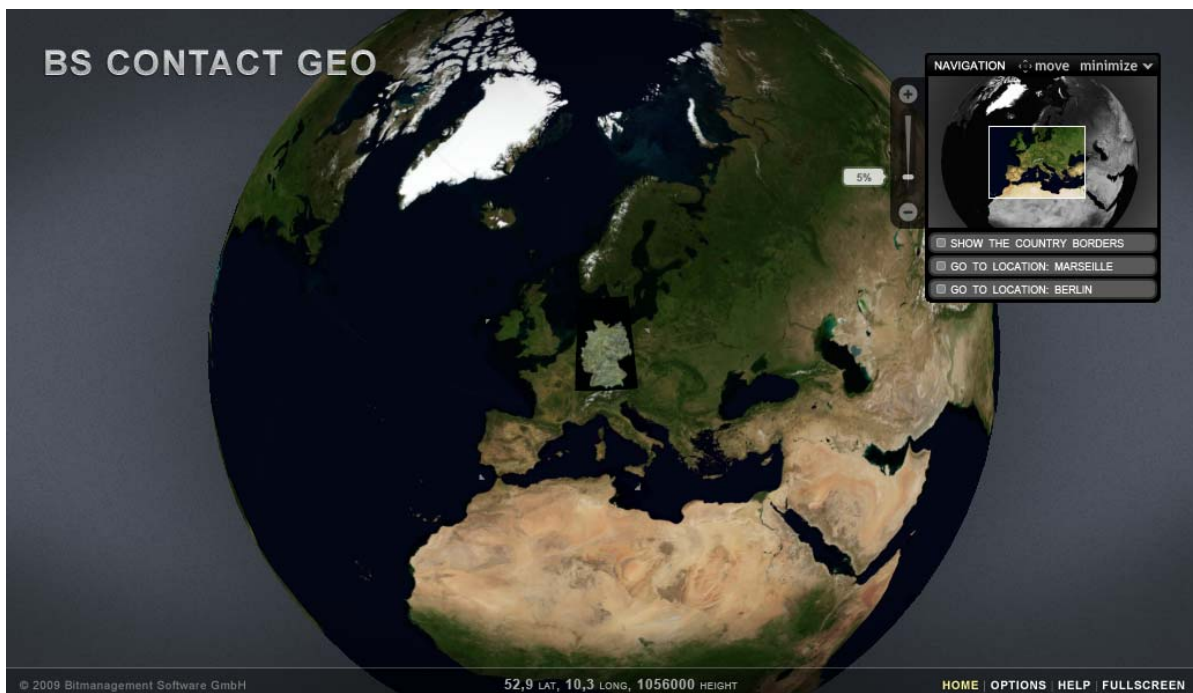 BS CONTACT GEO
NAVIGATION move minimize
5%
SHOW THE COUNTRY BORDERS
GO TO LOCATION: MARSEILLE
GO TO LOCATION: BERLIN
© 2009 Bitmanagement Software GmbH
52,9 LAT, 10,3 LONG, 1056000 HEIGHT
HOME | OPTIONS | HELP | FULLSCREEN